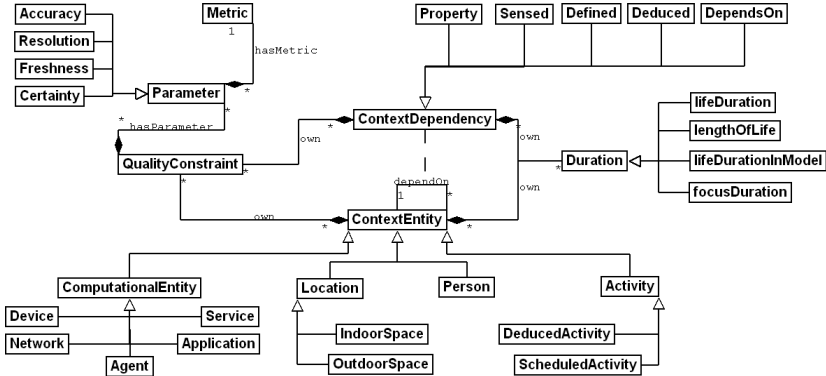 Accuracy
Resolution
Freshness
Certainty
Metric
1
hasMetric
Parameter
*
*
*
hasParameter
QualityConstraint
*
*
Property
Sensed
Defined
Deduced
DependsOn
ContextDependency
*
*
own
own
own
own
*
Duration
lifeDuration
lengthOfLife
lifeDurationInModel
focusDuration
dependOn
1
*
ContextEntity
*
*
ComputationalEntity
Device
Service
Network
Application
Agent
Location
Person
Activity
IndoorSpace
OutdoorSpace
DeducedActivity
ScheduledActivity